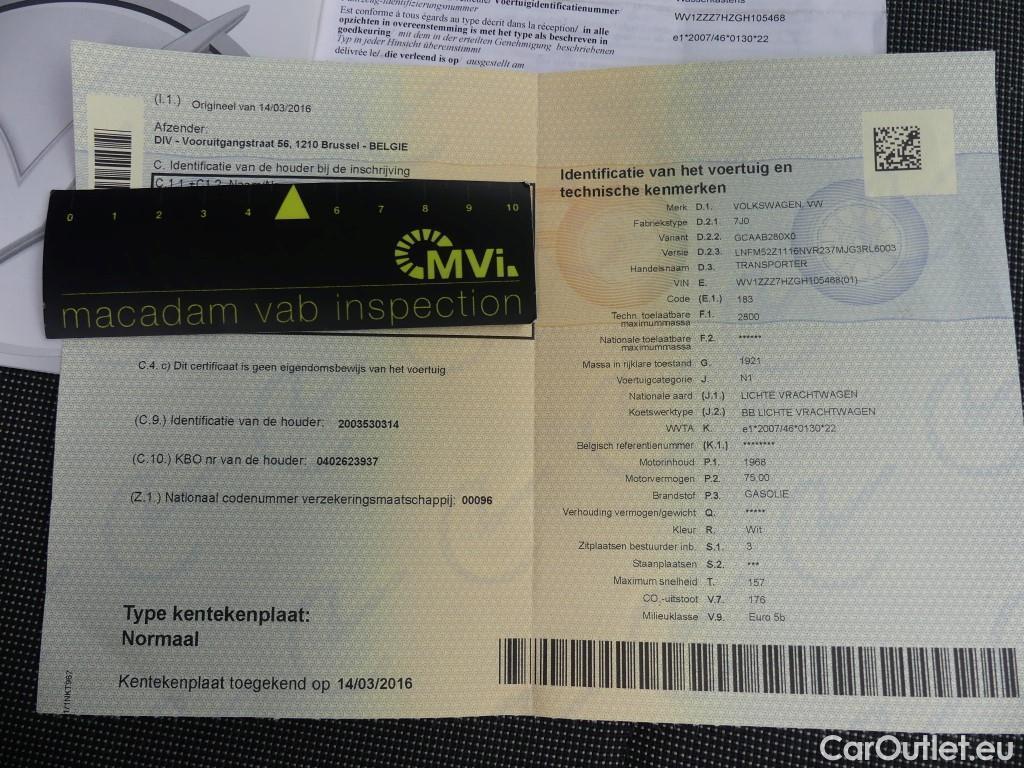 Voertuigidentificatienummer
WV1ZZZ7HZGH105468
Est conforme à tous égards au type décrit dans la réception/ in alle
opzichten in overeenstemming is met het type als beschreven in
goedkeuring mit dem in der erteilten Genehmigung beschriebenen
e1*2007/46*0130*22
Typ in jeder Hinsicht übereinstimmt
délivrée le/ die verleend is op ausgestellt am
(I.1.) Origineel van 14/03/2016
Afzender:
DIV - Vooruitgangstraat 56, 1210 Brussel - BELGIE
C. Identificatie van de houder bij de inschrijving
0 1 2 3 4 6 7 8 9 10
MVi.
macadam vab inspection
C.4. c) Dit certificaat is geen eigendomsbewijs van het voertuig
(C.9.) Identificatie van de houder: 2003530314
(C.10.) KBO nr van de houder: 0402623937
(Z.1.) Nationaal codenummer verzekeringsmaatschappij: 00096
Type kentekenplaat:
Normaal
Kentekenplaat toegekend op 14/03/2016
Identificatie van het voertuig en
technische kenmerken
Merk D.1. VOLKSWAGEN, VW
Fabriekstype D.2.1. 7J0
Variant D.2.2. GCAAB280X0
Versie D.2.3. LNFM52Z1116NVR237MJG3RL6003
Handelsnaam D.3. TRANSPORTER
VIN E. WV1ZZZ7HZGH105468(01)
Code (E.1.) 183
Techn. toelaatbare F.1. 2800
maximummassa
Nationale toelaatbare F.2. ******
maximummassa
Massa in rijklare toestand G. 1921
Voertuigcategorie J. N1
Nationale aard (J.1.) LICHTE VRACHTWAGEN
Koetswerktype (J.2.) BB LICHTE VRACHTWAGEN
WVTA K. e1*2007/46*0130*22
Belgisch referentienummer (K.1.) ********
Motorinhoud P.1. 1968
Motorvermogen P.2. 75,00
Brandstof P.3. GASOLIE
Verhouding vermogen/gewicht Q. *****
Kleur R. Wit
Zitplaatsen bestuurder inb. S.1. 3
Staanplaatsen S.2. ***
Maximum snelheid T. 157
CO2-uitstoot V.7. 176
Milieuklasse V.9. Euro 5b
CarOutlet.eu